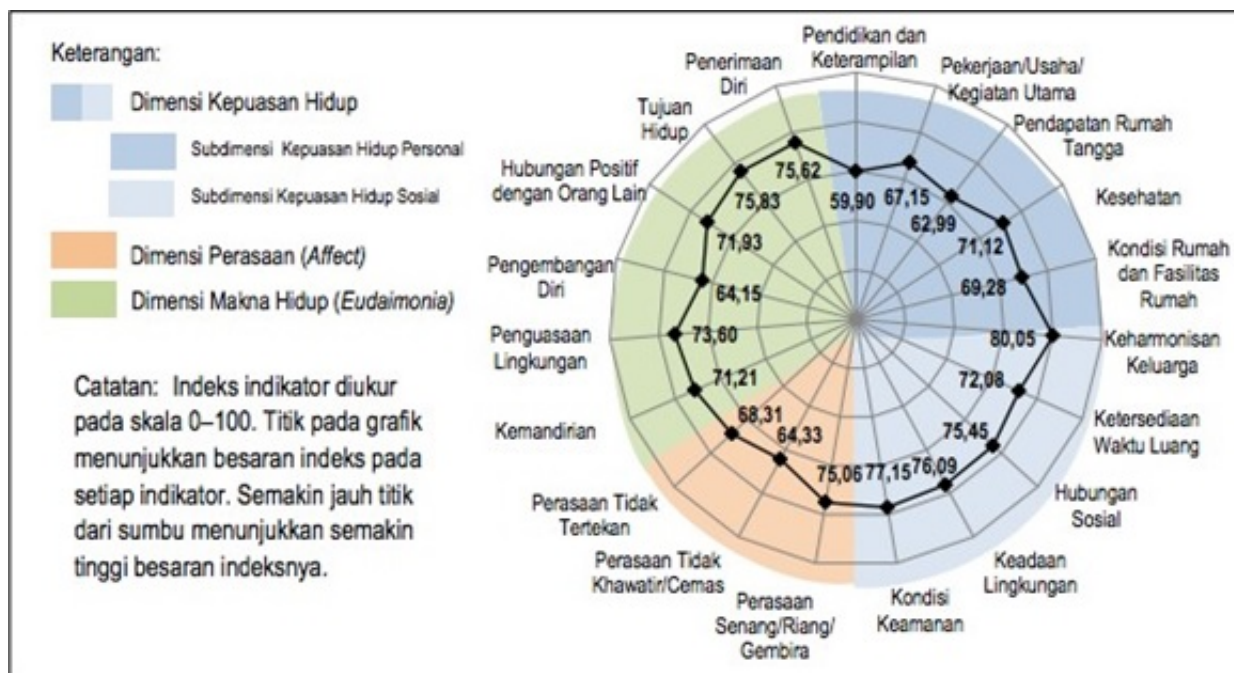 Keterangan:
Dimensi Kepuasan Hidup
Subdimensi Kepuasan Hidup Personal
Subdimensi Kepuasan Hidup Sosial
Dimensi Perasaan (Affect)
Dimensi Makna Hidup (Eudaimonia)
Catatan: Indeks indikator diukur
pada skala 0–100. Titik pada grafik
menunjukkan besaran indeks pada
setiap indikator. Semakin jauh titik
dari sumbu menunjukkan semakin
tinggi besaran indeksnya.
Pendidikan dan
Keterampilan
59,90
Pekerjaan/Usaha/
Kegiatan Utama
67,15
Pendapatan Rumah
Tangga
62,99
Kesehatan
71,12
Kondisi Rumah
dan Fasilitas
Rumah
69,28
Keharmonisan
Keluarga
80,05
Ketersediaan
Waktu Luang
72,08
Hubungan
Sosial
75,45
Keadaan
Lingkungan
76,09
Kondisi
Keamanan
77,15
Perasaan
Senang/Riang/
Gembira
75,06
Perasaan Tidak
Khawatir/Cemas
64,33
Perasaan Tidak
Tertekan
68,31
Kemandirian
71,21
Penguasaan
Lingkungan
73,60
Pengembangan
Diri
64,15
Hubungan Positif
dengan Orang Lain
71,93
Tujuan
Hidup
75,83
Penerimaan
Diri
75,62